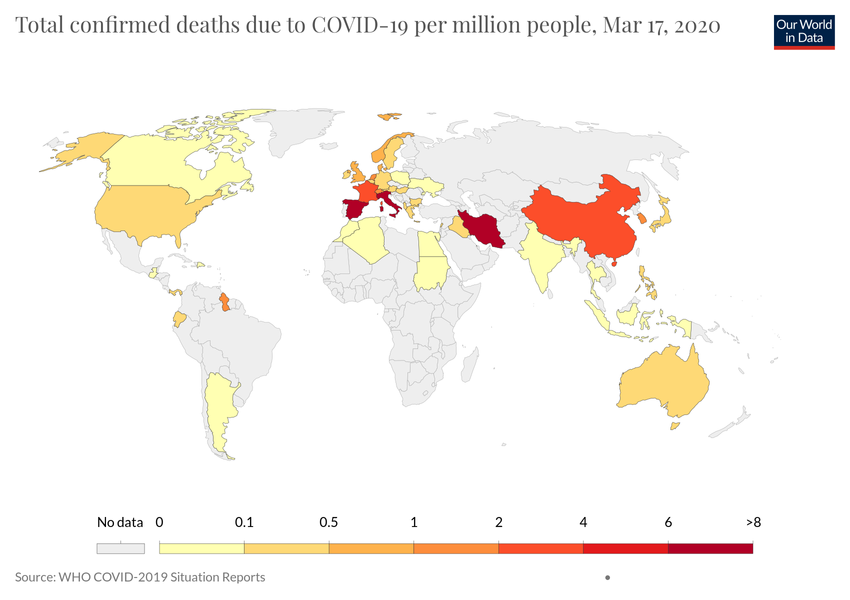 Total confirmed deaths due to COVID-19 per million people, Mar 17, 2020
Our World
in Data
No data 0 0.1 0.5 1 2 4 6 >8
Source: WHO COVID-2019 Situation Reports